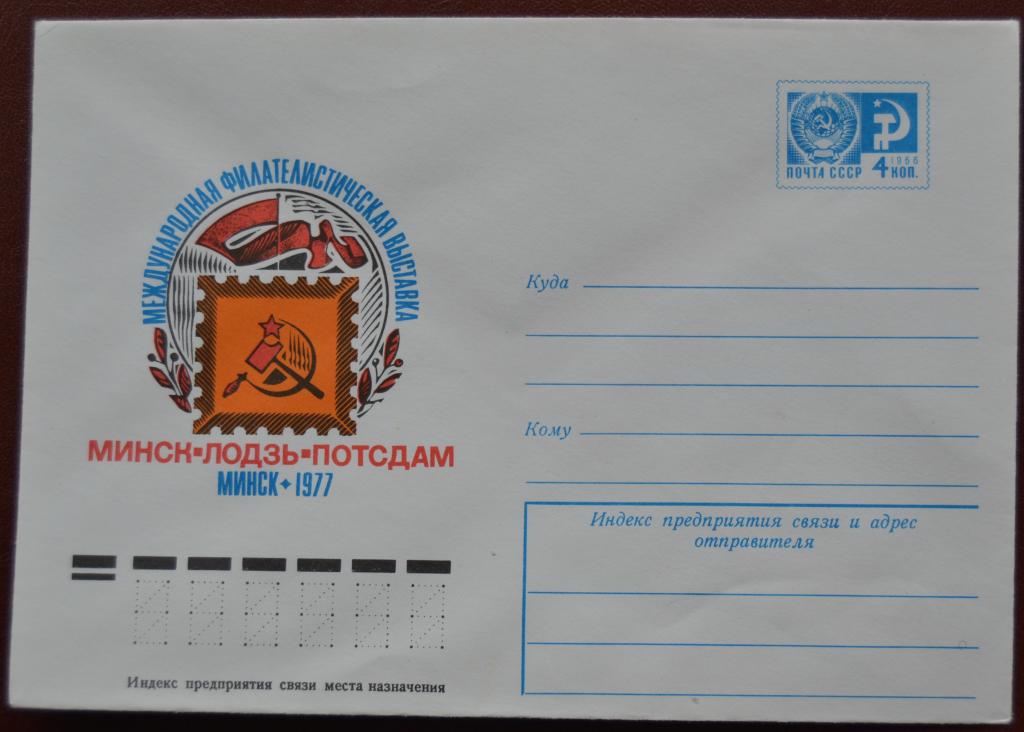 МЕЖДУНАРОДНАЯ ФИЛАТЕЛИСТИЧЕСКАЯ ВЫСТАВКА
МИНСК▪ЛОДЗЬ▪ПОТСДАМ
МИНСК✦1977
Индекс предприятия связи места назначения
1966
ПОЧТА СССР 4 КОП.
Куда
Кому
Индекс предприятия связи и адрес
отправителя